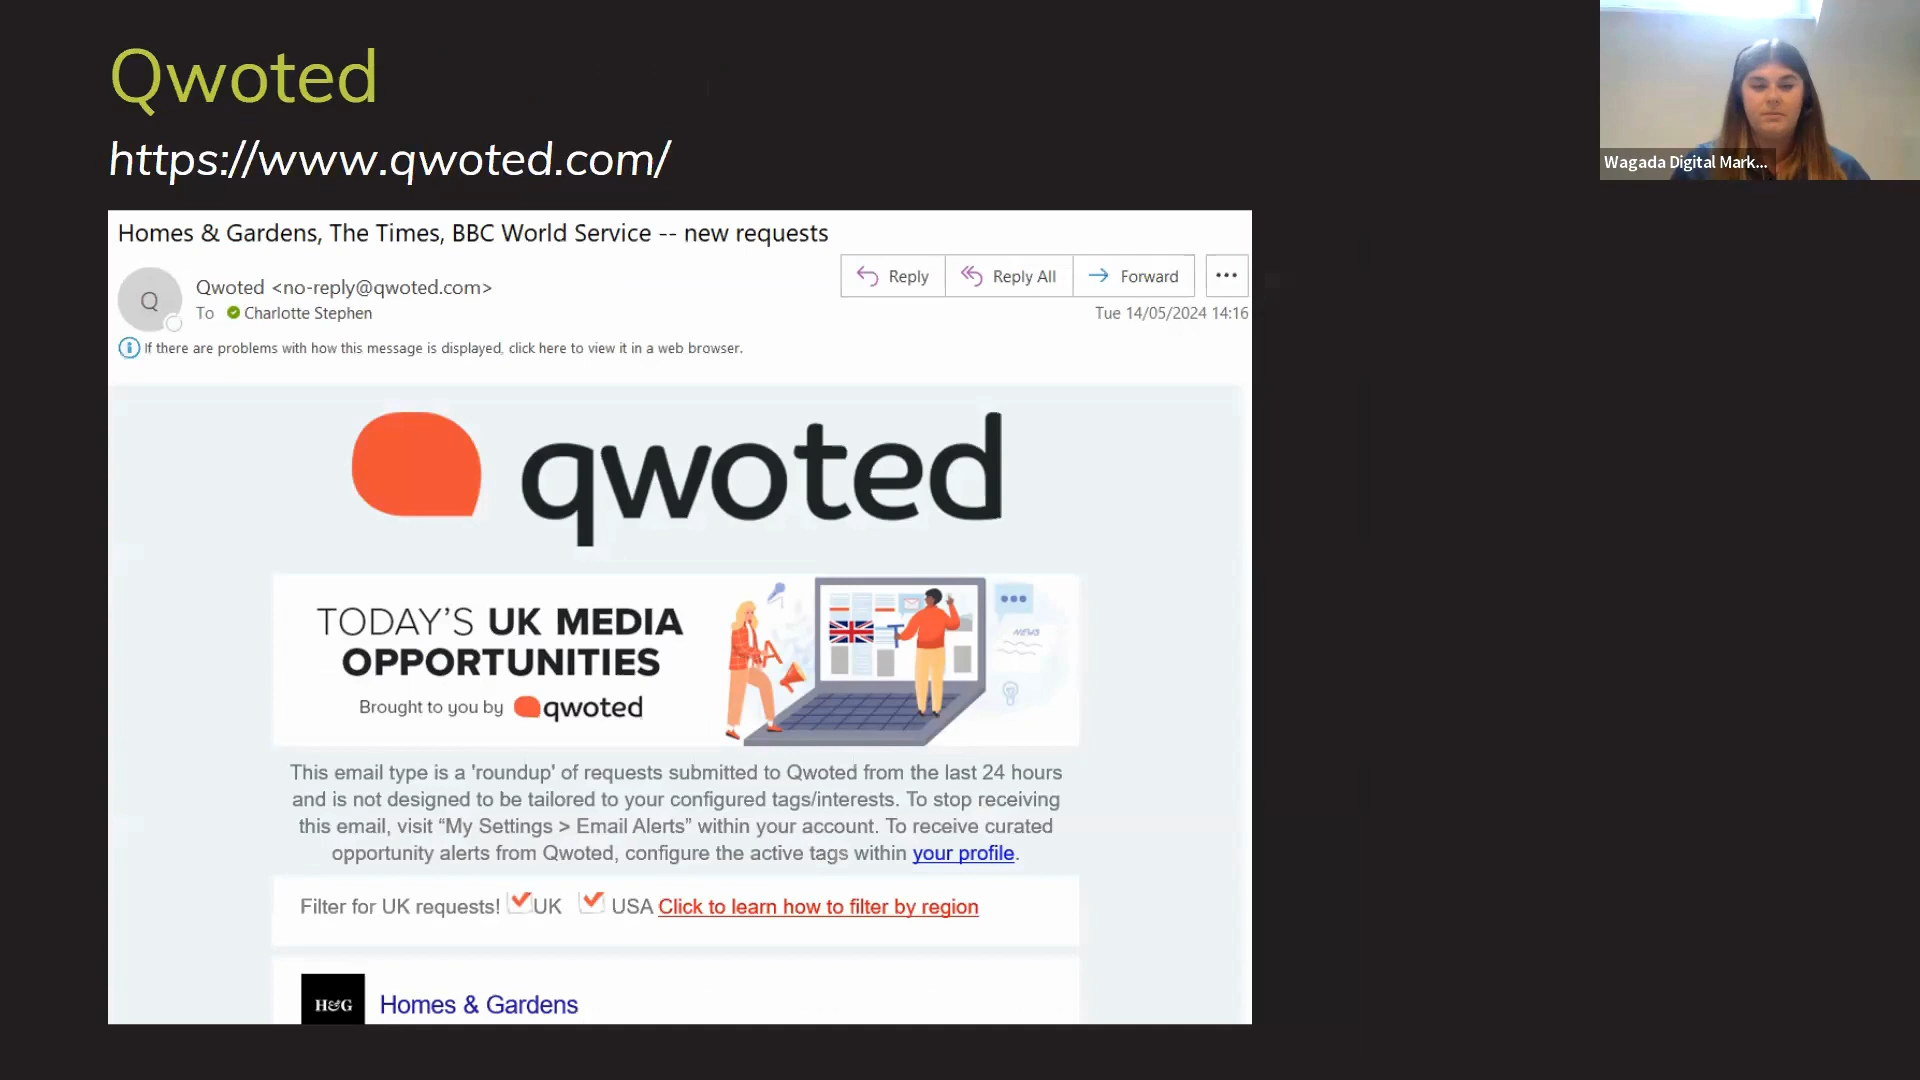 Qwoted
https://www.qwoted.com/
Wagada Digital Mark...
Homes & Gardens, The Times, BBC World Service -- new requests
Reply
Reply All
Forward
Q
Qwoted <no-reply@qwoted.com>
To Charlotte Stephen
Tue 14/05/2024 14:16
If there are problems with how this message is displayed, click here to view it in a web browser.
qwoted
TODAY'S UK MEDIA
OPPORTUNITIES
Brought to you by qwoted
NEWS
This email type is a 'roundup' of requests submitted to Qwoted from the last 24 hours
and is not designed to be tailored to your configured tags/interests. To stop receiving
this email, visit “My Settings > Email Alerts” within your account. To receive curated
opportunity alerts from Qwoted, configure the active tags within your profile.
Filter for UK requests! UK USA Click to learn how to filter by region
H&G Homes & Gardens